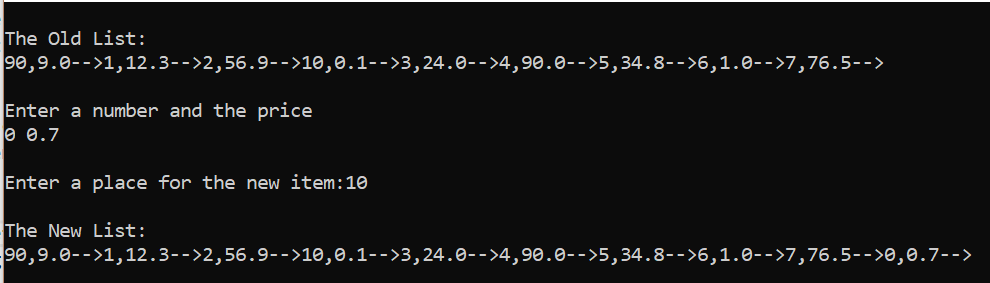 The Old List:
90,9.0-->1,12.3-->2,56.9-->10,0.1-->3,24.0-->4,90.0-->5,34.8-->6,1.0-->7,76.5-->
Enter a number and the price
0 0.7
Enter a place for the new item:10
The New List:
90,9.0-->1,12.3-->2,56.9-->10,0.1-->3,24.0-->4,90.0-->5,34.8-->6,1.0-->7,76.5-->0,0.7-->